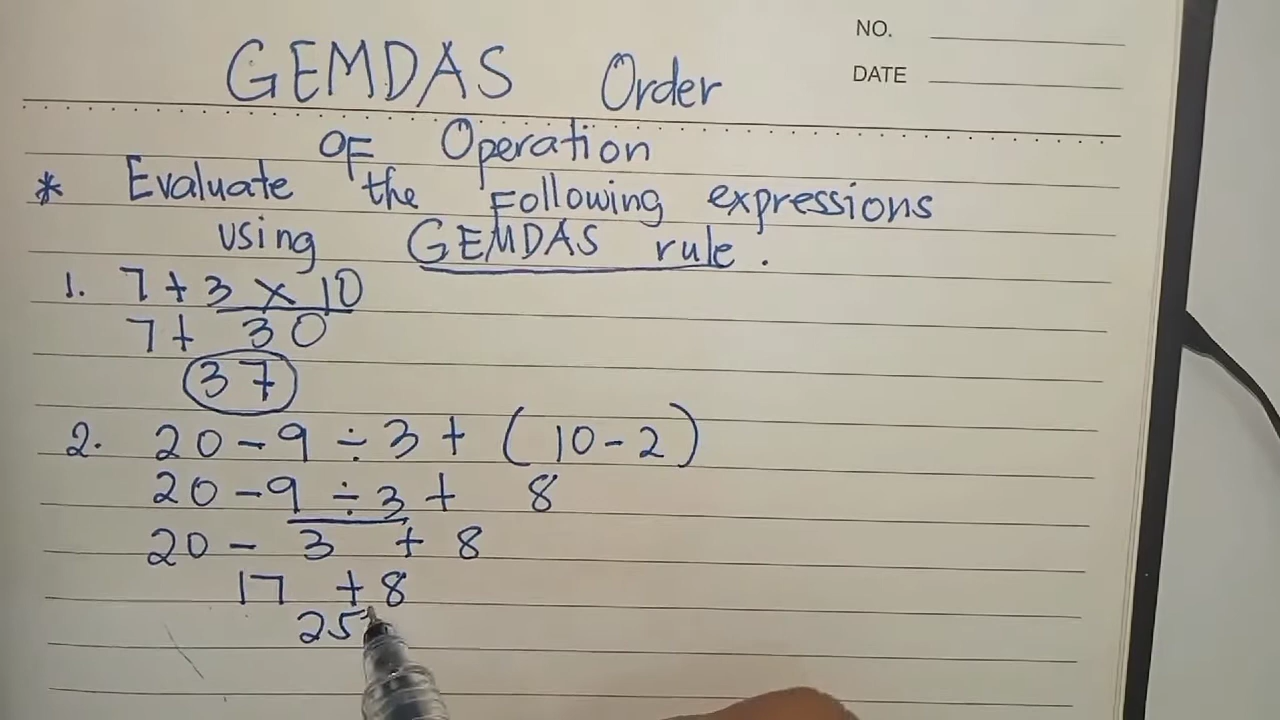 NO.
DATE
GEMDAS Order
OF Operation
* Evaluate the Following expressions
using GEMDAS rule.
1. 7 + 3 × 10
7 + 30
37
2. 20 - 9 ÷ 3 + ( 10 - 2 )
20 - 9 ÷ 3 + 8
20 - 3 + 8
17 + 8
25